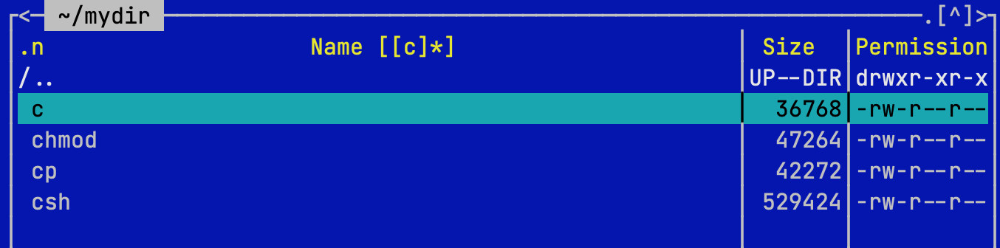 < ~/mydir .[^]>
.n Name [[c]*] Size Permission
/.. UP--DIR drwxr-xr-x
c 36768 -rw-r--r--
chmod 47264 -rw-r--r--
cp 42272 -rw-r--r--
csh 529424 -rw-r--r--